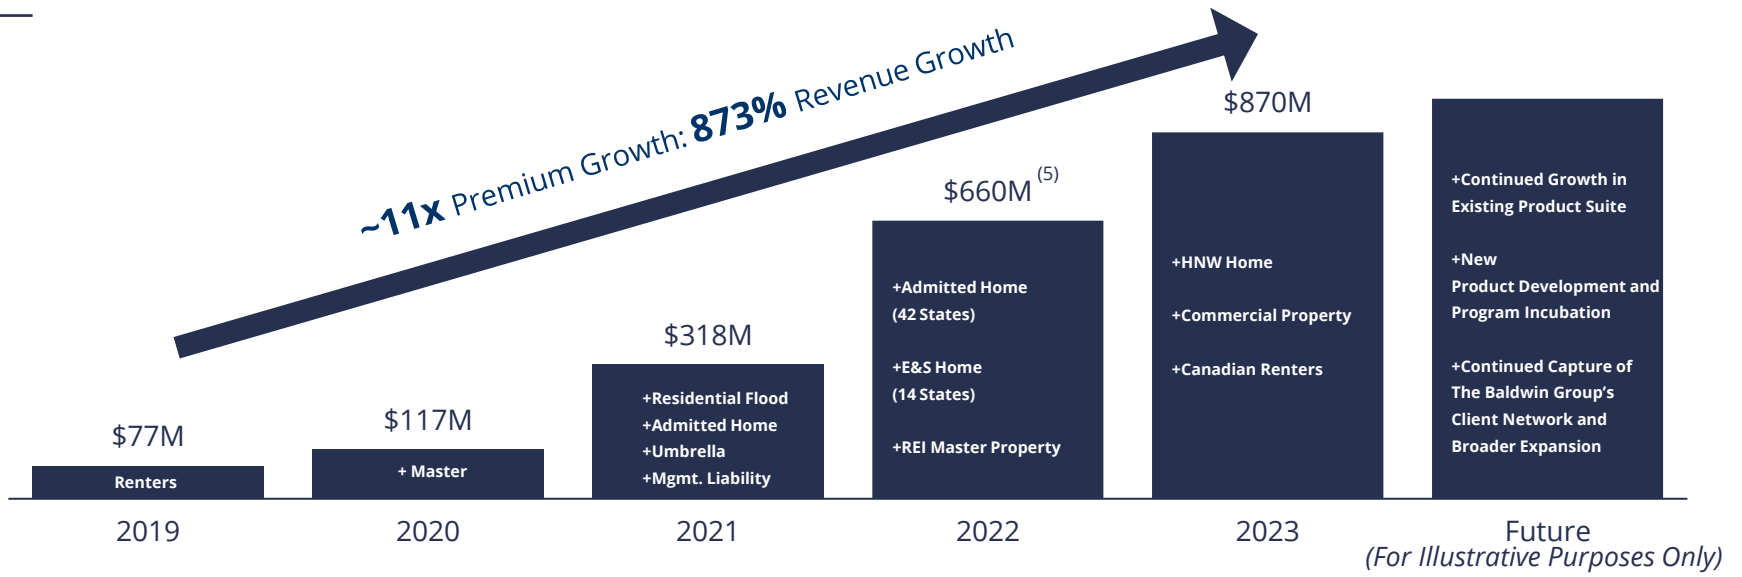 ~11x Premium Growth: 873% Revenue Growth
$77M
Renters
2019
$117M
+ Master
2020
$318M
+Residential Flood
+Admitted Home
+Umbrella
+Mgmt. Liability
2021
$660M (5)
+Admitted Home
(42 States)
+E&S Home
(14 States)
+REI Master Property
2022
$870M
+HNW Home
+Commercial Property
+Canadian Renters
2023
+Continued Growth in
Existing Product Suite
+New
Product Development and
Program Incubation
+Continued Capture of
The Baldwin Group’s
Client Network and
Broader Expansion
Future
(For Illustrative Purposes Only)